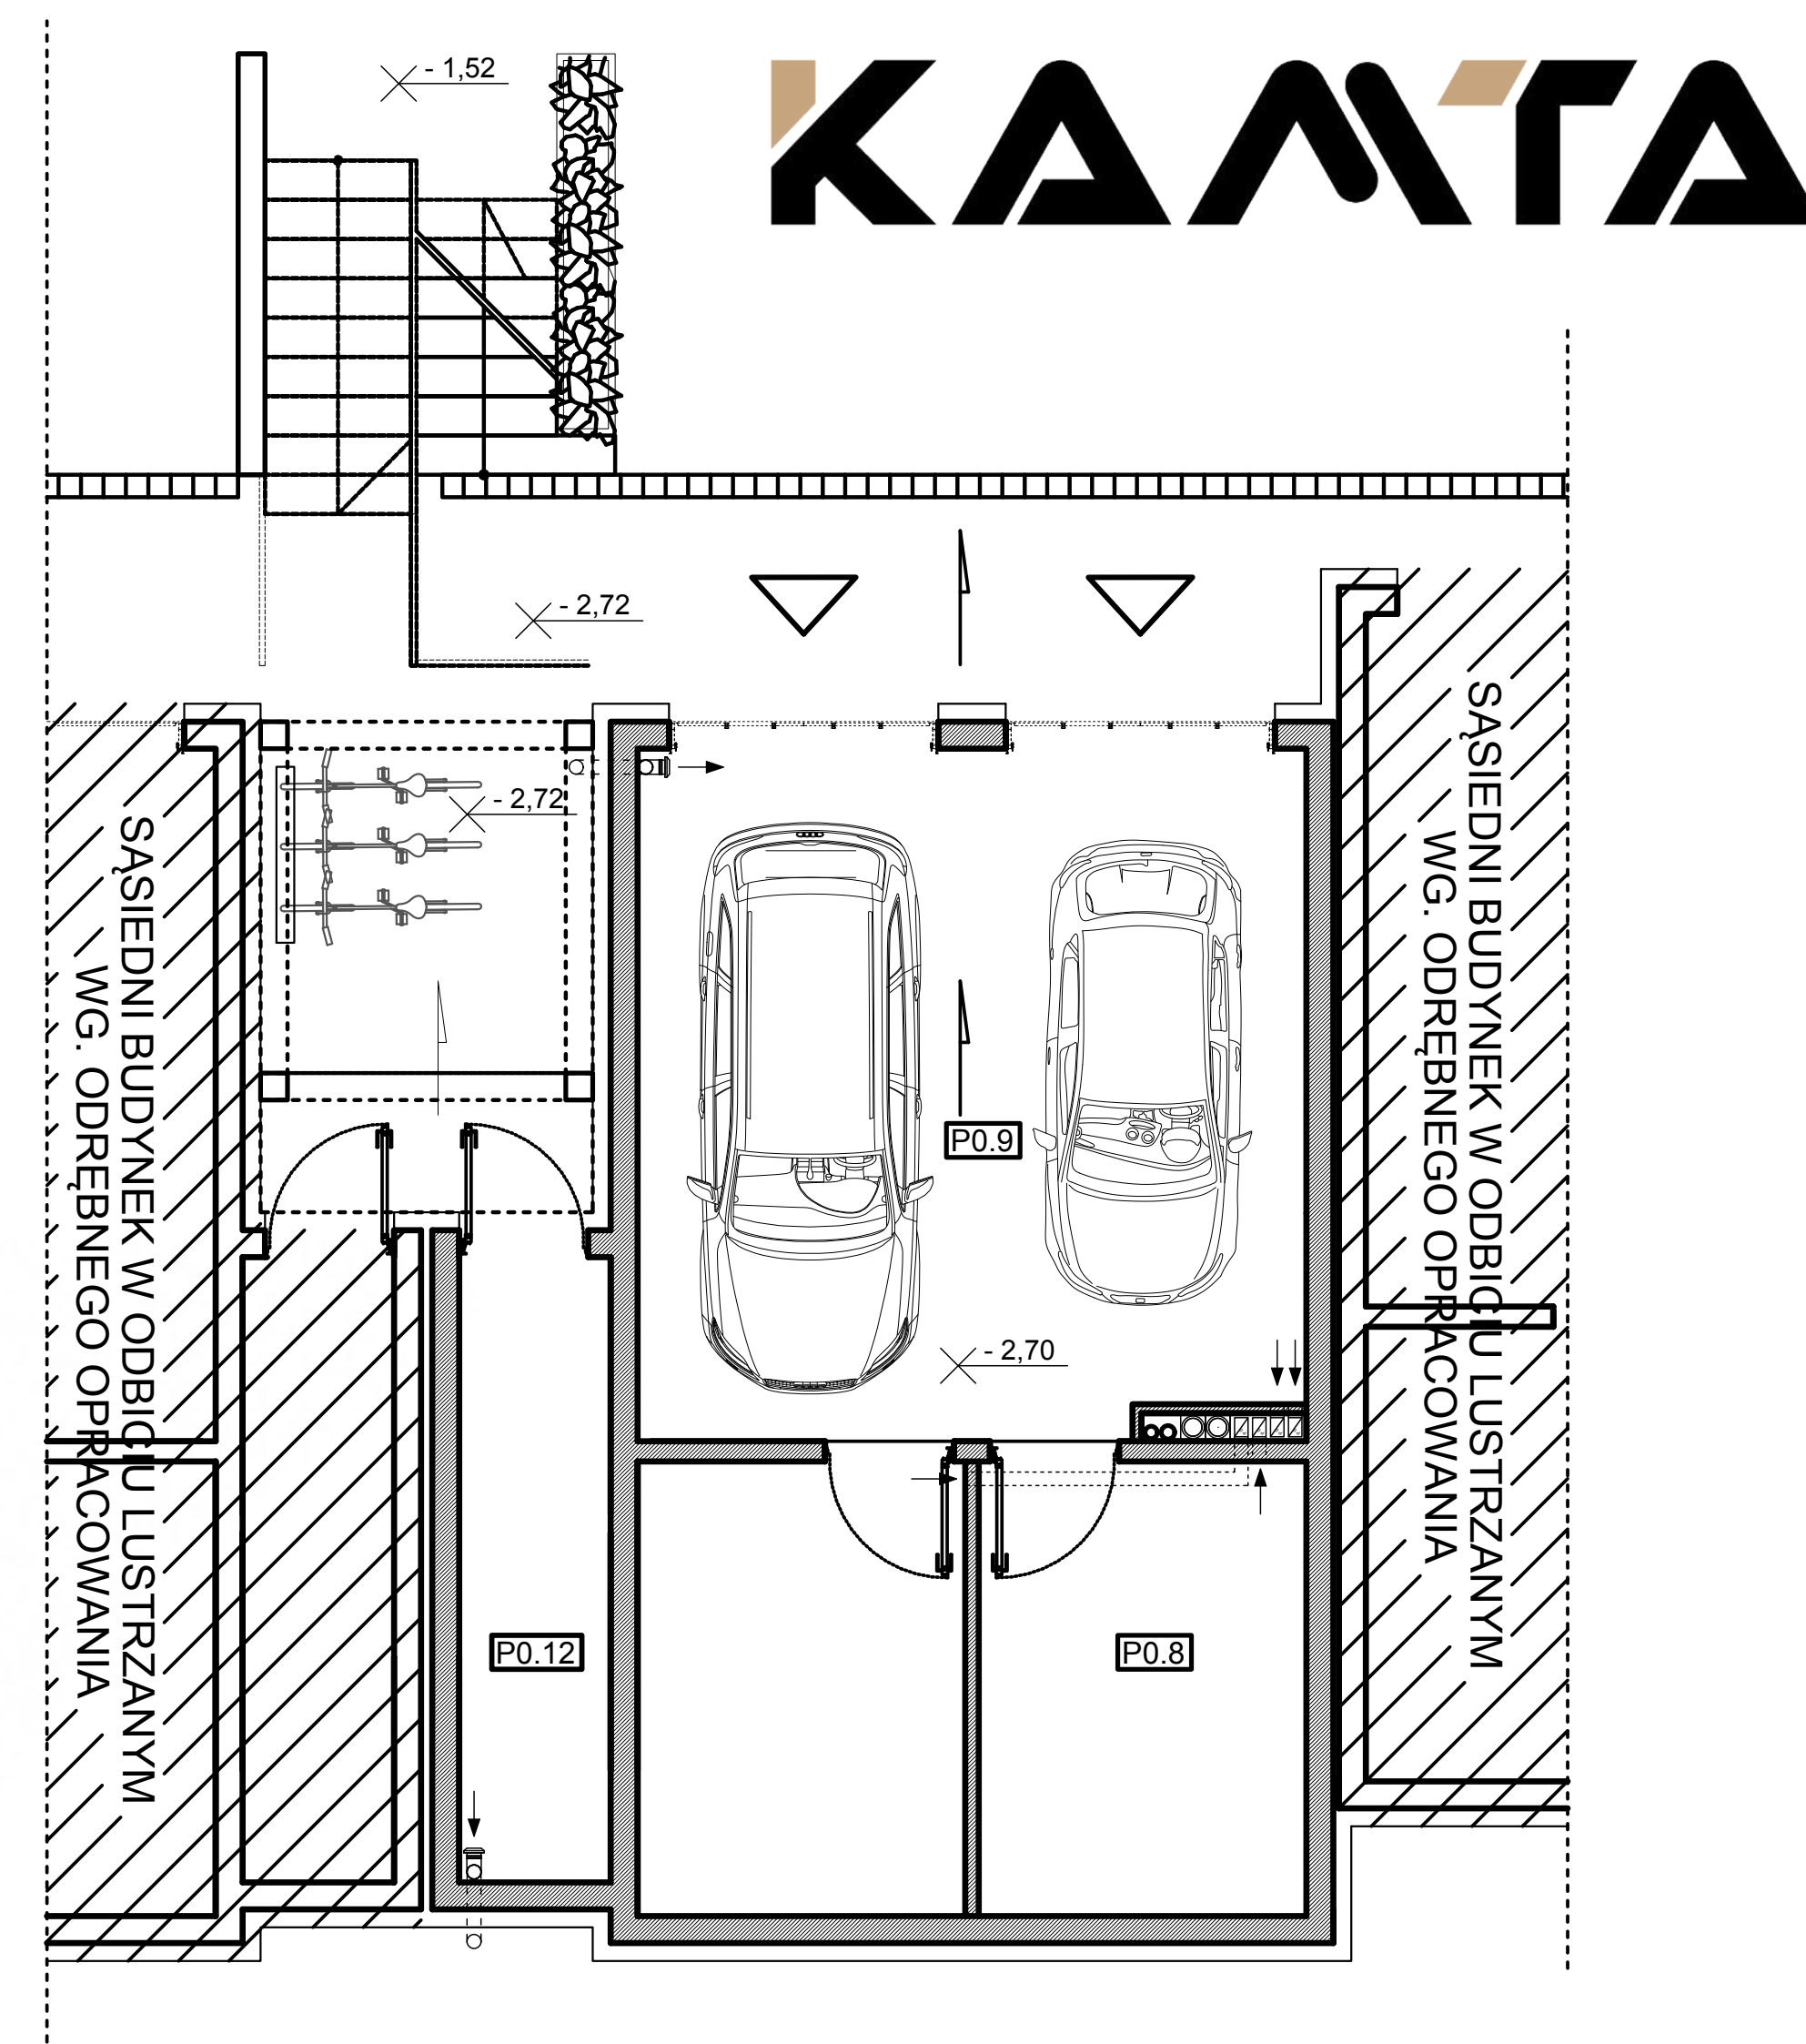 - 1,52
KAMTA
- 2,72
- 2,72
SĄSIEDNI BUDYNEK W ODBICIU LUSTRZANYM
WG. ODRĘBNEGO OPRACOWANIA
SĄSIEDNI BUDYNEK W ODBICIU LUSTRZANYM
WG. ODRĘBNEGO OPRACOWANIA
P0.9
- 2,70
P0.12
P0.8